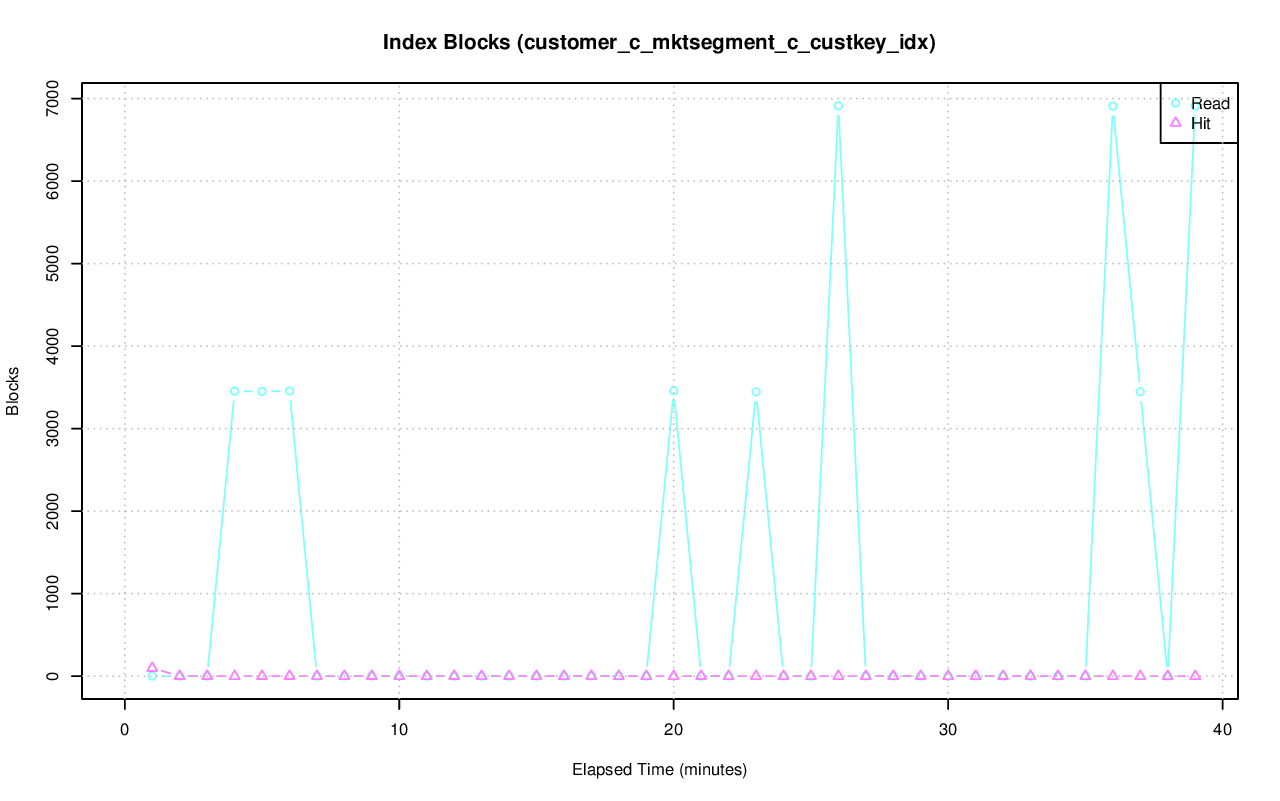 Index Blocks (customer_c_mktsegment_c_custkey_idx)
Read
Hit
7000
6000
5000
4000
3000
2000
1000
0
Blocks
0 10 20 30 40
Elapsed Time (minutes)